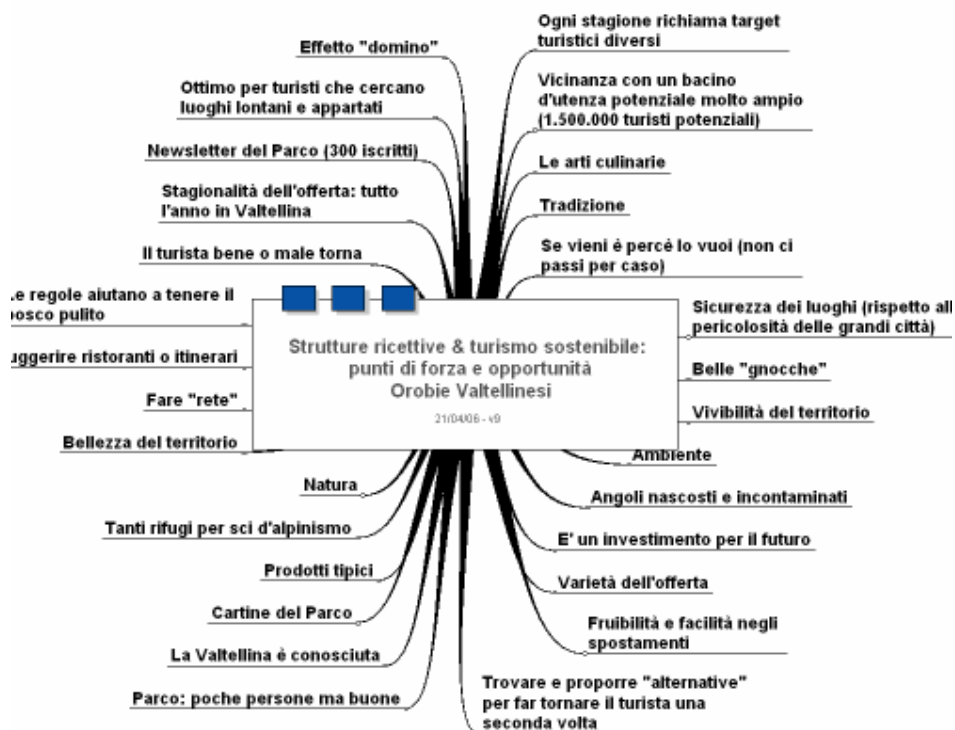 Effetto "domino"
Ottimo per turisti che cercano
luoghi lontani e appartati
Newsletter del Parco (300 iscritti)
Stagionalità dell'offerta: tutto
l'anno in Valtellina
Il turista bene o male torna
regole aiutano a tenere il
pulito
ristoranti o itinerari
Fare "rete"
Bellezza del territorio
Natura
Tanti rifugi per sci d'alpinismo
Prodotti tipici
Cartine del Parco
La Valtellina è conosciuta
Parco: poche persone ma buone
Strutture ricettive & turismo sostenibile:
punti di forza e opportunità
Orobie Valtellinesi
21/04/06 - v9
Ogni stagione richiama target
turistici diversi
Vicinanza con un bacino
d'utenza potenziale molto ampio
(1.500.000 turisti potenziali)
Le arti culinarie
Tradizione
Se vieni é percé lo vuoi (non ci
passi per caso)
Sicurezza dei luoghi (rispetto
pericolosità delle grandi città)
Belle "gnocche"
Vivibilità del territorio
Ambiente
Angoli nascosti e incontaminati
E' un investimento per il futuro
Varietà dell'offerta
Fruibilità e facilità negli
spostamenti
Trovare e proporre "alternative"
per far tornare il turista una
seconda volta